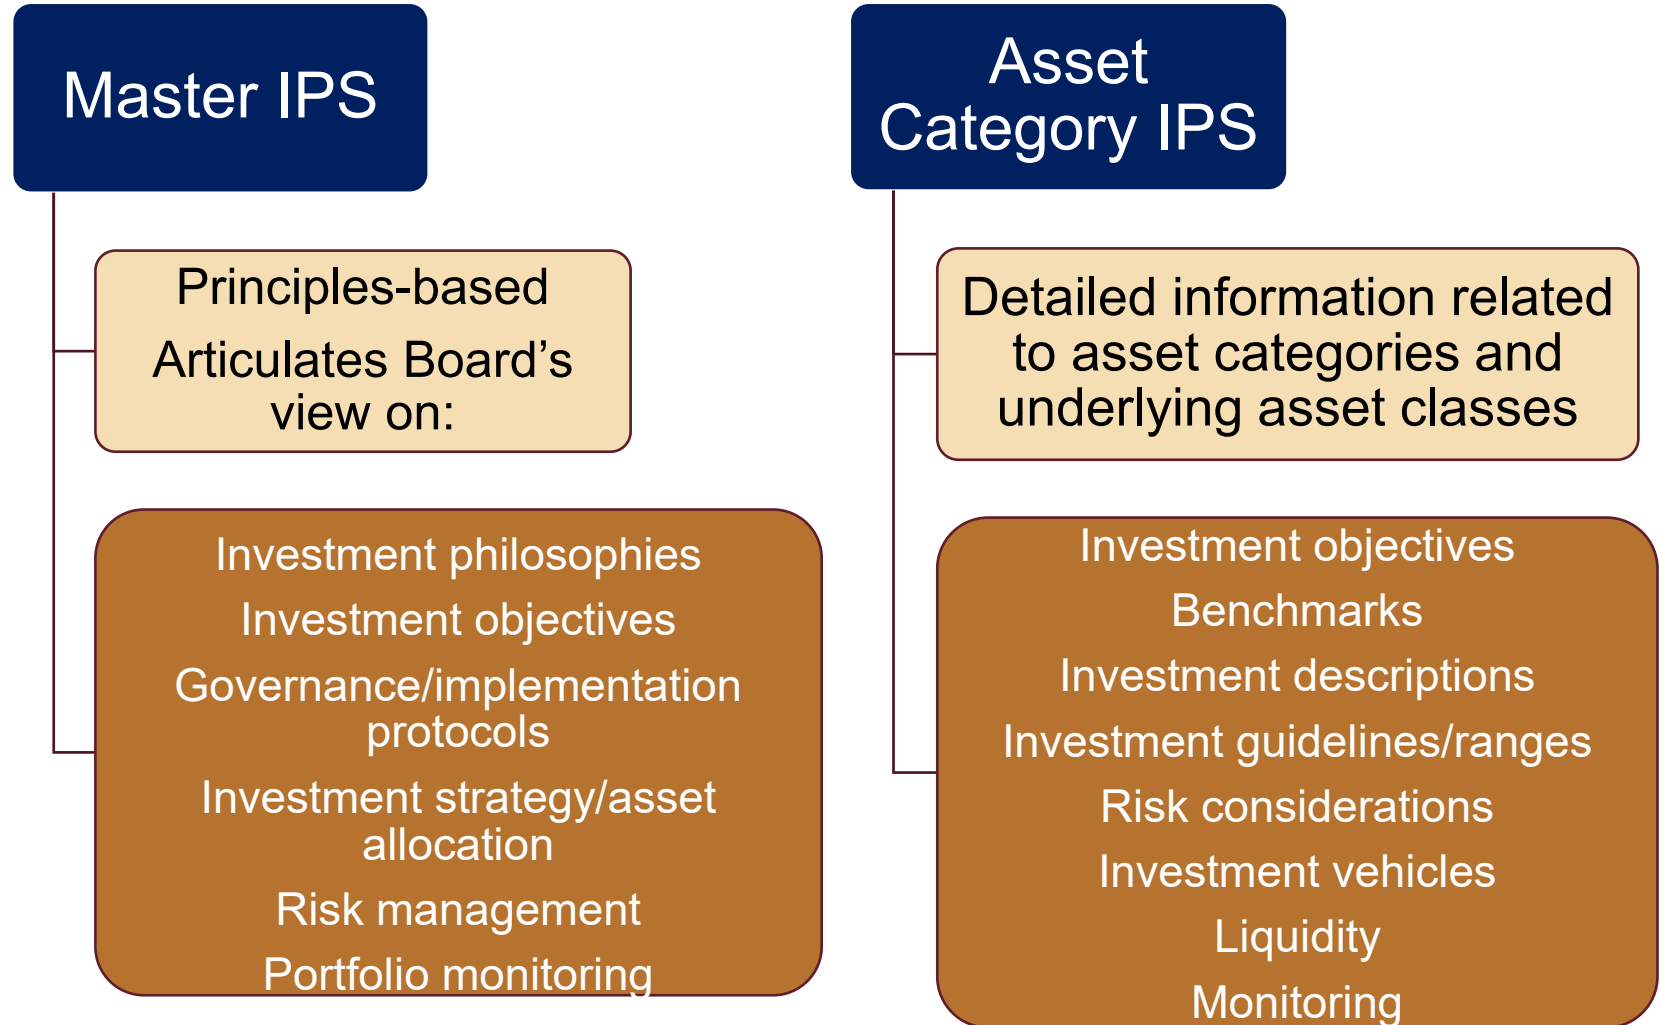 Master IPS
Principles-based
Articulates Board’s
view on:
Investment philosophies
Investment objectives
Governance/implementation
protocols
Investment strategy/asset
allocation
Risk management
Portfolio monitoring
Asset
Category IPS
Detailed information related
to asset categories and
underlying asset classes
Investment objectives
Benchmarks
Investment descriptions
Investment guidelines/ranges
Risk considerations
Investment vehicles
Liquidity
Monitoring